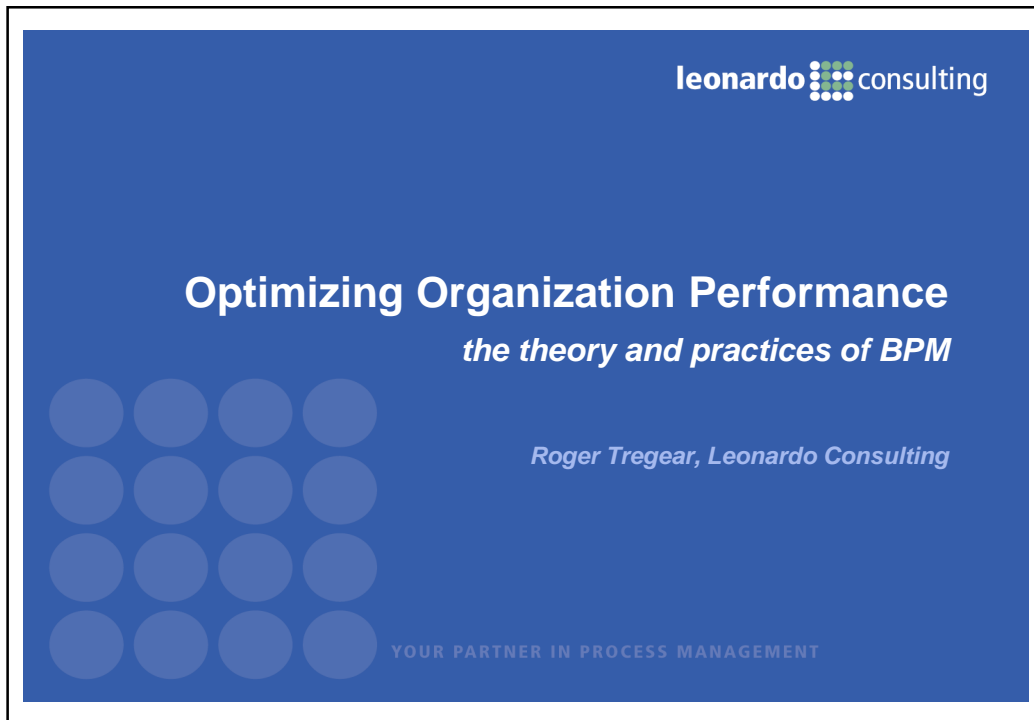 leonardo consulting
Optimizing Organization Performance
the theory and practices of BPM
Roger Tregear, Leonardo Consulting
YOUR PARTNER IN PROCESS MANAGEMENT